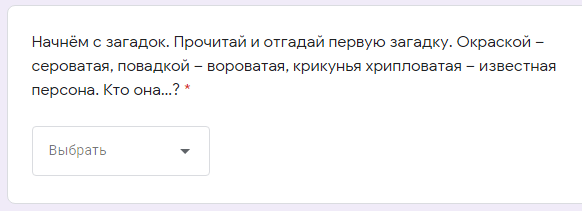 Начнём с загадок. Прочитай и отгадай первую загадку. Окраской –
сероватая, повадкой – вороватая, крикунья хрипловатая – известная
персона. Кто она...? *
Выбрать